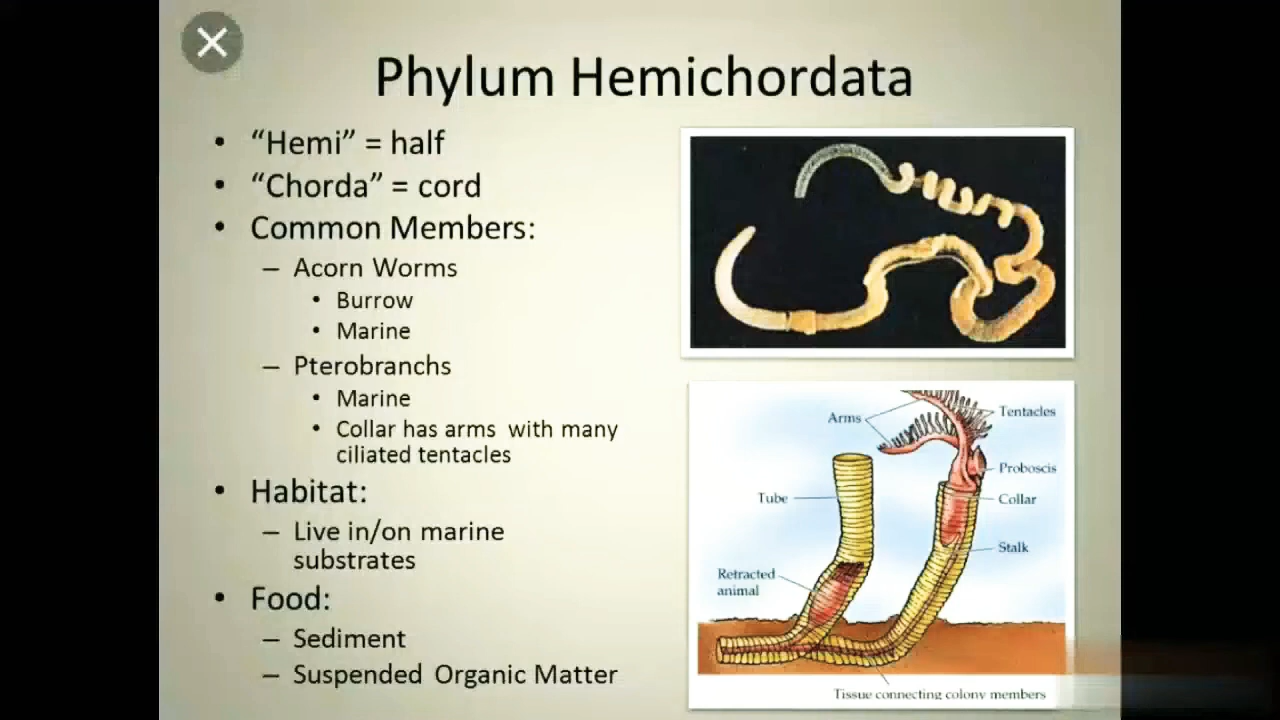 Phylum Hemichordata
• “Hemi” = half
• “Chorda” = cord
• Common Members:
– Acorn Worms
• Burrow
• Marine
– Pterobranchs
• Marine
• Collar has arms with many
ciliated tentacles
• Habitat:
– Live in/on marine
substrates
• Food:
– Sediment
– Suspended Organic Matter
Arms
Tentacles
Proboscis
Tube
Collar
Stalk
Retracted
animal
Tissue connecting colony members